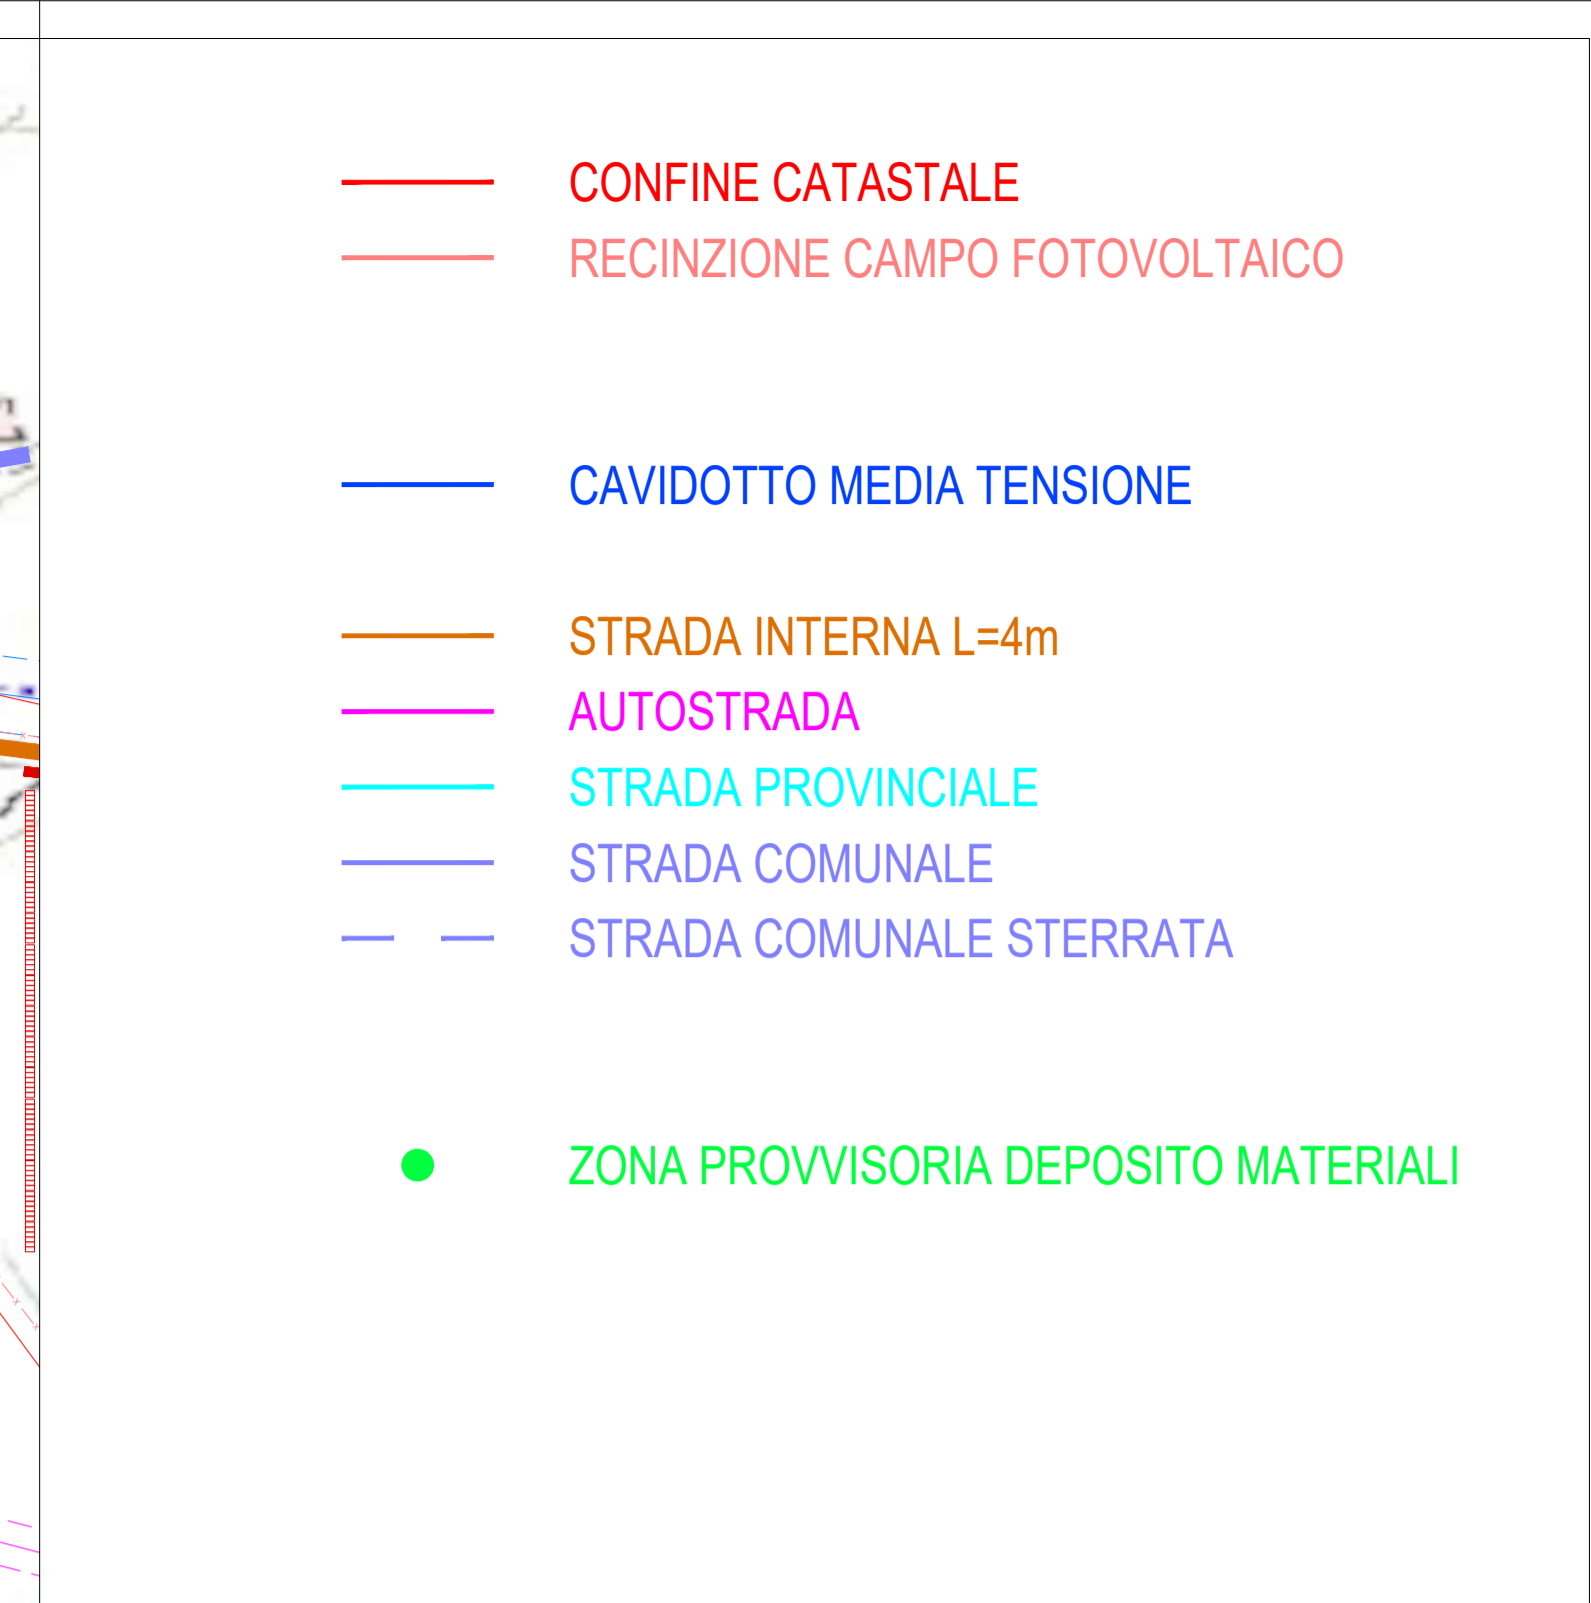 CONFINE CATASTALE
RECINZIONE CAMPO FOTOVOLTAICO
CAVIDOTTO MEDIA TENSIONE
STRADA INTERNA L=4m
AUTOSTRADA
STRADA PROVINCIALE
STRADA COMUNALE
STRADA COMUNALE STERRATA
ZONA PROVVISORIA DEPOSITO MATERIALI